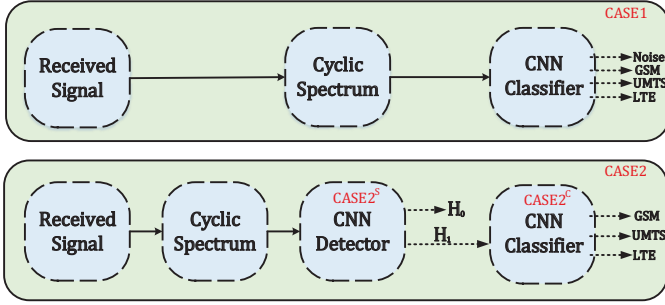 CASE1
Received
Signal
Cyclic
Spectrum
CNN
Classifier
Noise
GSM
UMTS
LTE
CASE2
Received
Signal
Cyclic
Spectrum
CASE2ˢ
CNN
Detector
H₀
H₁
CASE2ᶜ
CNN
Classifier
GSM
UMTS
LTE